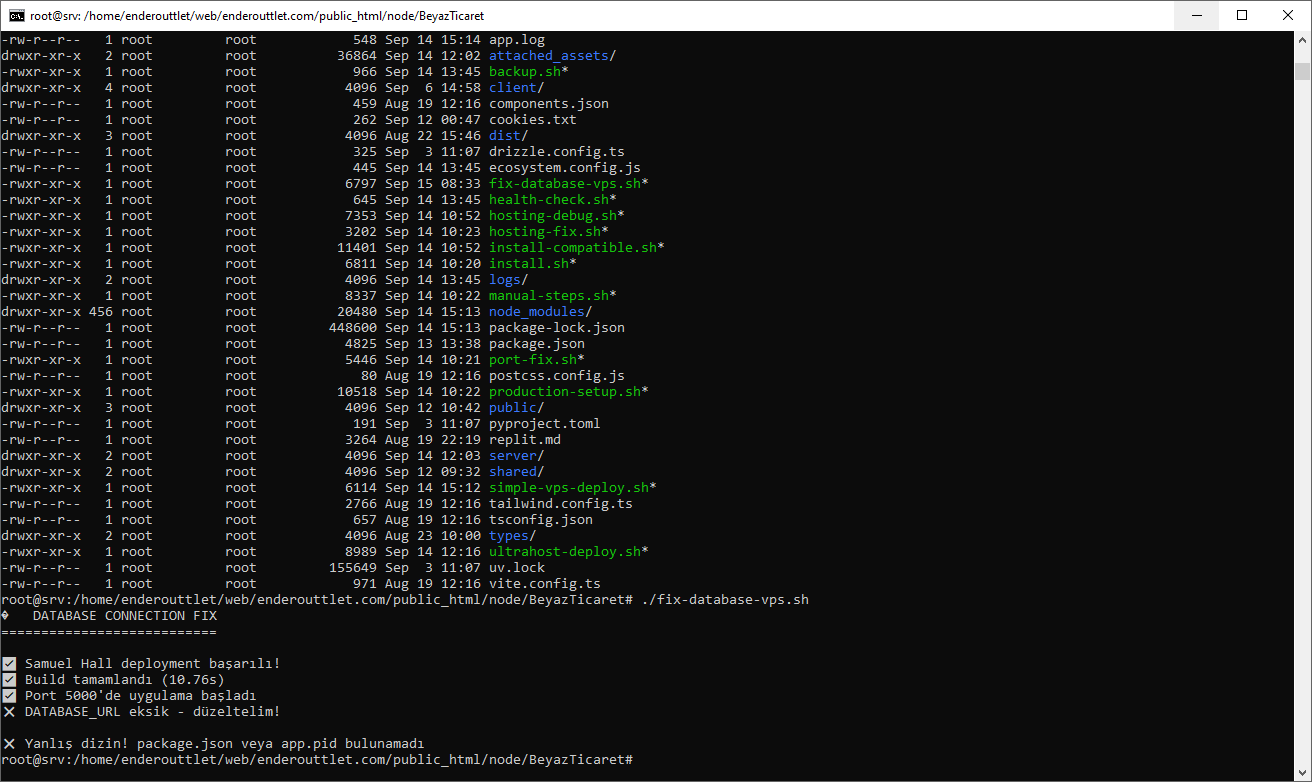 root@srv: /home/enderouttlet/web/enderouttlet.com/public_html/node/BeyazTicaret
-rw-r--r-- 1 root root 548 Sep 14 15:14 app.log
drwxr-xr-x 2 root root 36864 Sep 14 12:02 attached_assets/
-rwxr-xr-x 1 root root 966 Sep 14 13:45 backup.sh*
drwxr-xr-x 4 root root 4096 Sep 6 14:58 client/
-rw-r--r-- 1 root root 459 Aug 19 12:16 components.json
-rw-r--r-- 1 root root 262 Sep 12 00:47 cookies.txt
drwxr-xr-x 3 root root 4096 Aug 22 15:46 dist/
-rw-r--r-- 1 root root 325 Sep 3 11:07 drizzle.config.ts
-rw-r--r-- 1 root root 445 Sep 14 13:45 ecosystem.config.js
-rwxr-xr-x 1 root root 6797 Sep 15 08:33 fix-database-vps.sh*
-rwxr-xr-x 1 root root 645 Sep 14 13:45 health-check.sh*
-rwxr-xr-x 1 root root 7353 Sep 14 10:52 hosting-debug.sh*
-rwxr-xr-x 1 root root 3202 Sep 14 10:23 hosting-fix.sh*
-rwxr-xr-x 1 root root 11401 Sep 14 10:52 install-compatible.sh*
-rwxr-xr-x 1 root root 6811 Sep 14 10:20 install.sh*
drwxr-xr-x 2 root root 4096 Sep 14 13:45 logs/
-rwxr-xr-x 1 root root 8337 Sep 14 10:22 manual-steps.sh*
drwxr-xr-x 456 root root 20480 Sep 14 15:13 node_modules/
-rw-r--r-- 1 root root 448600 Sep 14 15:13 package-lock.json
-rw-r--r-- 1 root root 4825 Sep 13 13:38 package.json
-rwxr-xr-x 1 root root 5446 Sep 14 10:21 port-fix.sh*
-rw-r--r-- 1 root root 80 Aug 19 12:16 postcss.config.js
-rwxr-xr-x 1 root root 10518 Sep 14 10:22 production-setup.sh*
drwxr-xr-x 3 root root 4096 Sep 12 10:42 public/
-rw-r--r-- 1 root root 191 Sep 3 11:07 pyproject.toml
-rw-r--r-- 1 root root 3264 Aug 19 22:19 replit.md
drwxr-xr-x 2 root root 4096 Sep 14 12:03 server/
drwxr-xr-x 2 root root 4096 Sep 12 09:32 shared/
-rwxr-xr-x 1 root root 6114 Sep 14 15:12 simple-vps-deploy.sh*
-rw-r--r-- 1 root root 2766 Aug 19 12:16 tailwind.config.ts
-rw-r--r-- 1 root root 657 Aug 19 12:16 tsconfig.json
drwxr-xr-x 2 root root 4096 Aug 23 10:00 types/
-rwxr-xr-x 1 root root 8989 Sep 14 12:16 ultrahost-deploy.sh*
-rw-r--r-- 1 root root 155649 Sep 3 11:07 uv.lock
-rw-r--r-- 1 root root 971 Aug 19 12:16 vite.config.ts
root@srv:/home/enderouttlet/web/enderouttlet.com/public_html/node/BeyazTicaret# ./fix-database-vps.sh
� DATABASE CONNECTION FIX
===========================
✅ Samuel Hall deployment başarılı!
✅ Build tamamlandı (10.76s)
✅ Port 5000'de uygulama başladı
❌ DATABASE_URL eksik - düzeltelim!
❌ Yanlış dizin! package.json veya app.pid bulunamadı
root@srv:/home/enderouttlet/web/enderouttlet.com/public_html/node/BeyazTicaret#